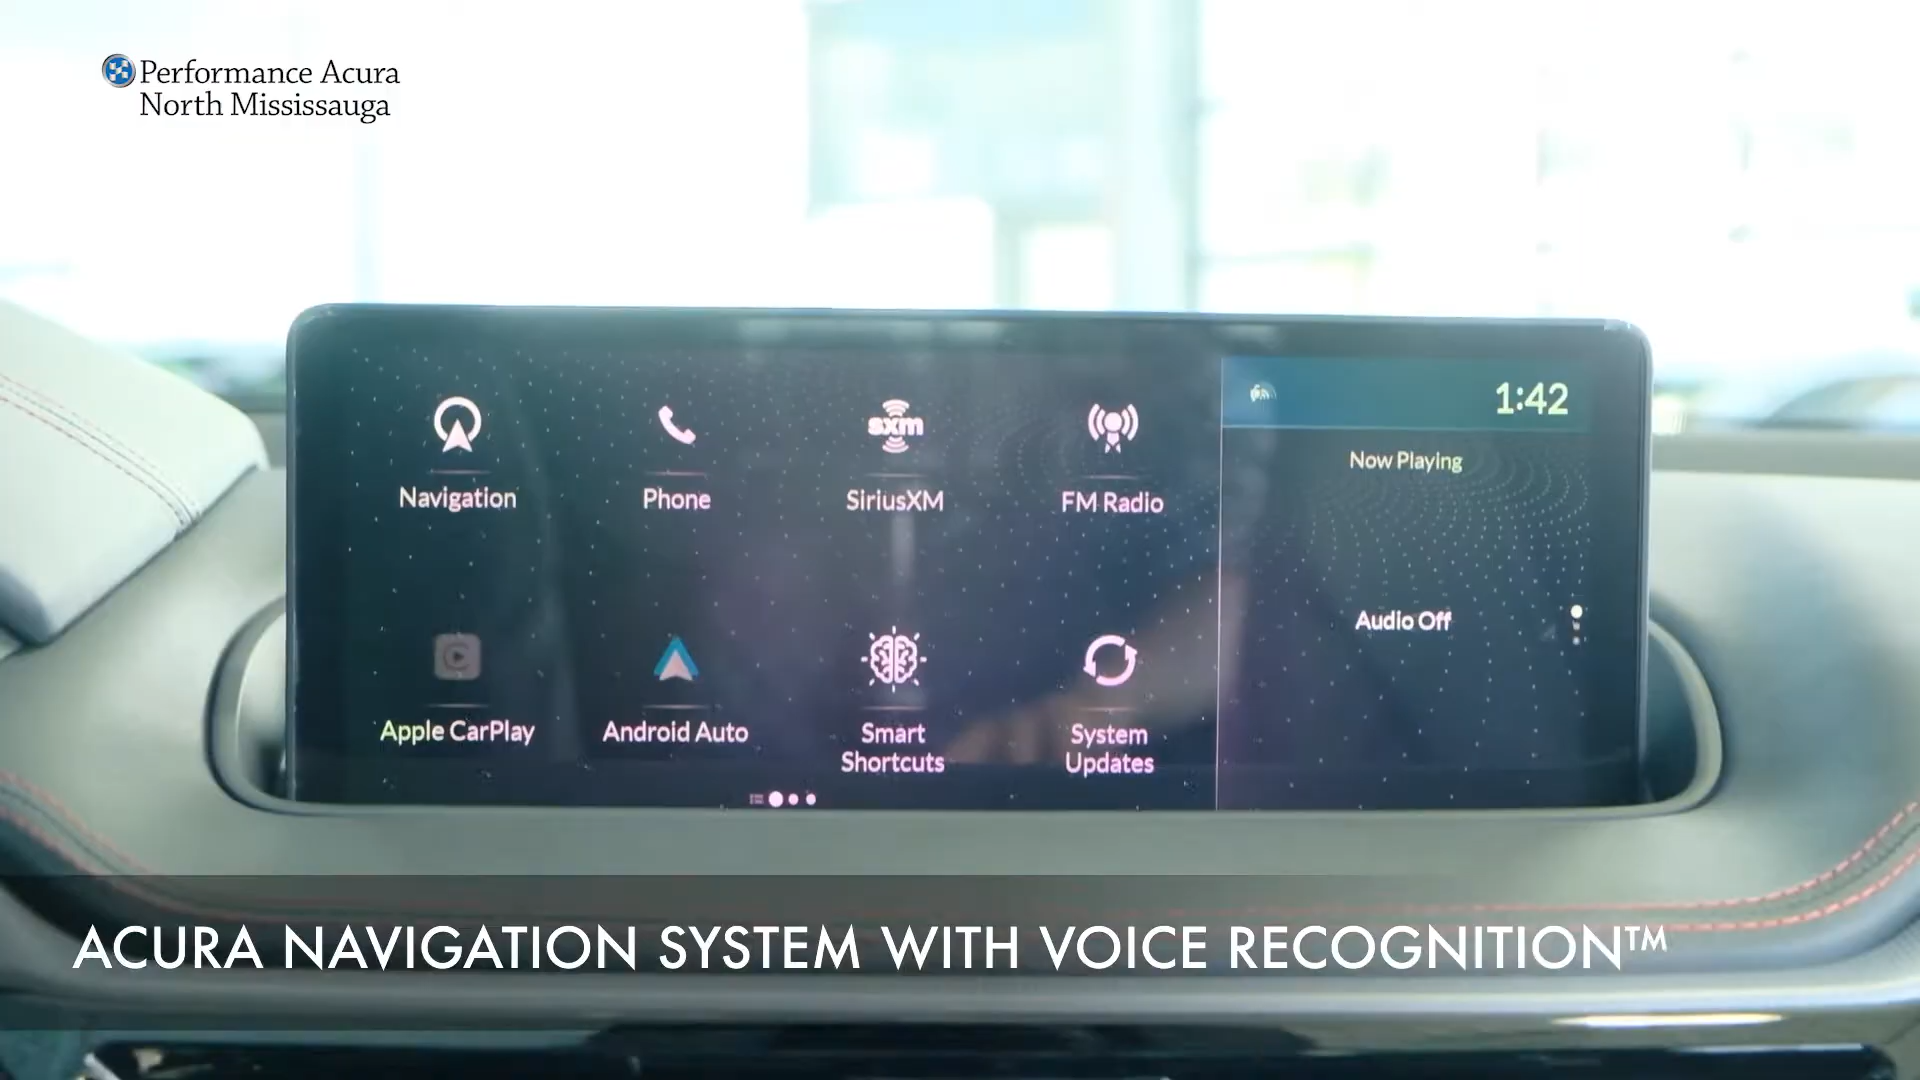 Performance Acura
North Mississauga
1:42
Now Playing
sxm
Navigation
Phone
SiriusXM
FM Radio
Audio Off
Apple CarPlay
Android Auto
Smart
Shortcuts
System
Updates
ACURA NAVIGATION SYSTEM WITH VOICE RECOGNITION™